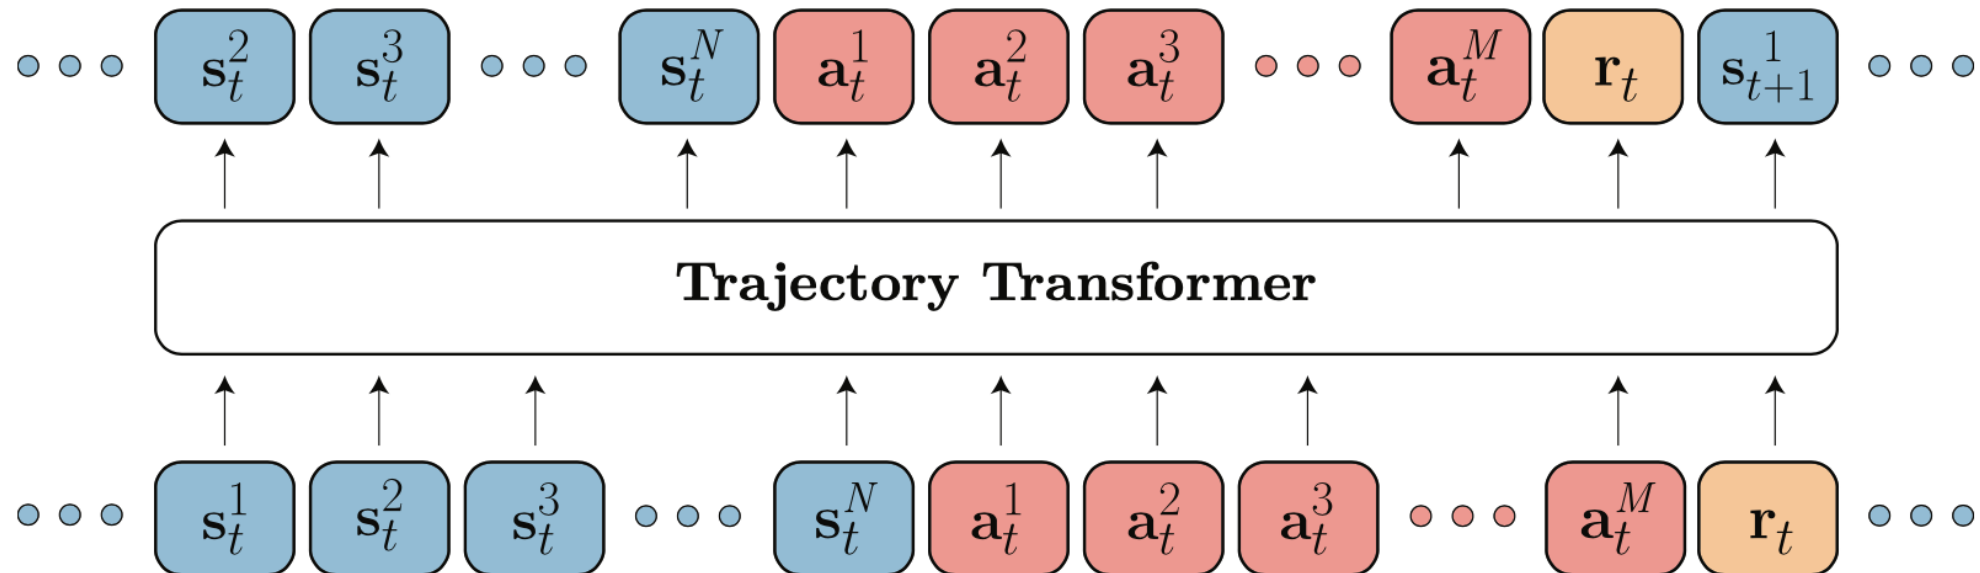 s_t^2 s_t^3 s_t^N a_t^1 a_t^2 a_t^3 a_t^M r_t s_{t+1}^1
Trajectory Transformer
s_t^1 s_t^2 s_t^3 s_t^N a_t^1 a_t^2 a_t^3 a_t^M r_t